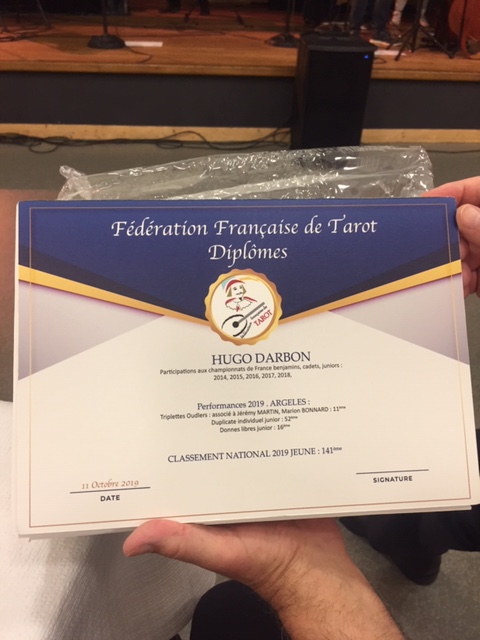 Fédération Française de Tarot
Diplômes
TAROT
HUGO DARBON
Participations aux championnats de France benjamins, cadets, juniors :
2014, 2015, 2016, 2017, 2018,
Performances 2019 . ARGELES :
Triplettes Oudlers : associé à Jérémy MARTIN, Marion BONNARD : 11ème
Duplicate individuel junior : 52ème
Donnes libres junior : 16ème
CLASSEMENT NATIONAL 2019 JEUNE : 141ème
11 Octobre 2019
DATE
SIGNATURE